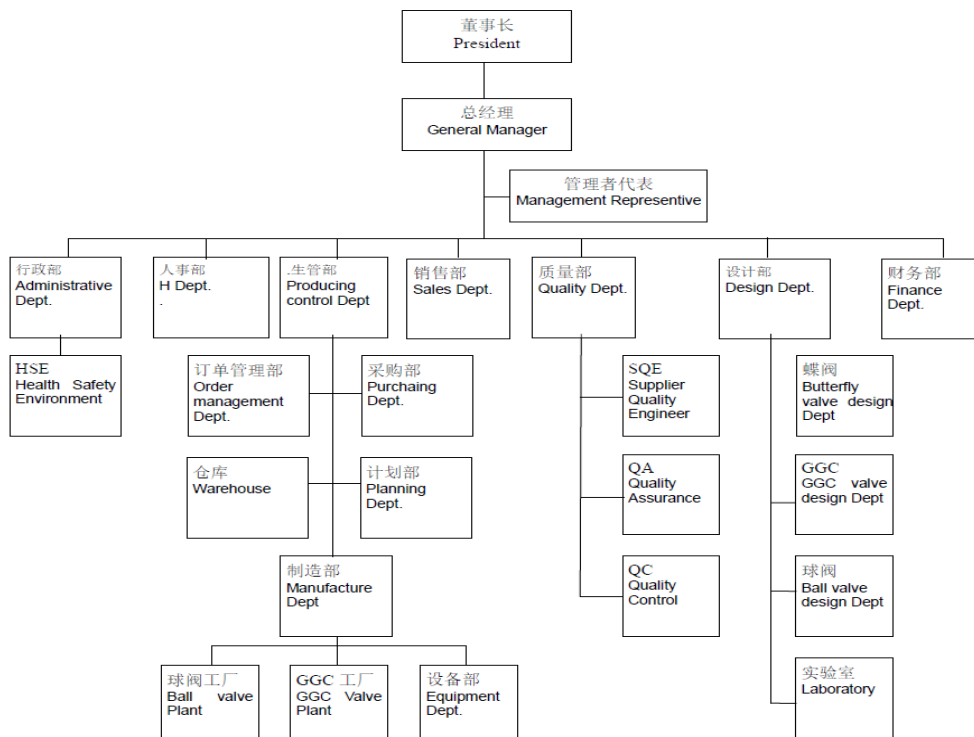 董事长
President
总经理
General Manager
管理者代表
Management Representive
行政部
Administrative
Dept.
人事部
H Dept.
.
.生管部
Producing
control Dept
销售部
Sales Dept.
质量部
Quality Dept.
设计部
Design Dept.
财务部
Finance
Dept.
HSE
Health Safety
Environment
订单管理部
Order
management
Dept.
采购部
Purchaing
Dept.
SQE
Supplier
Quality
Engineer
蝶阀
Butterfly
valve design
Dept
仓库
Warehouse
计划部
Planning
Dept.
QA
Quality
Assurance
GGC
GGC valve
design Dept
制造部
Manufacture
Dept
QC
Quality
Control
球阀
Ball valve
design Dept
球阀工厂
Ball valve
Plant
GGC 工厂
GGC Valve
Plant
设备部
Equipment
Dept.
实验室
Laboratory